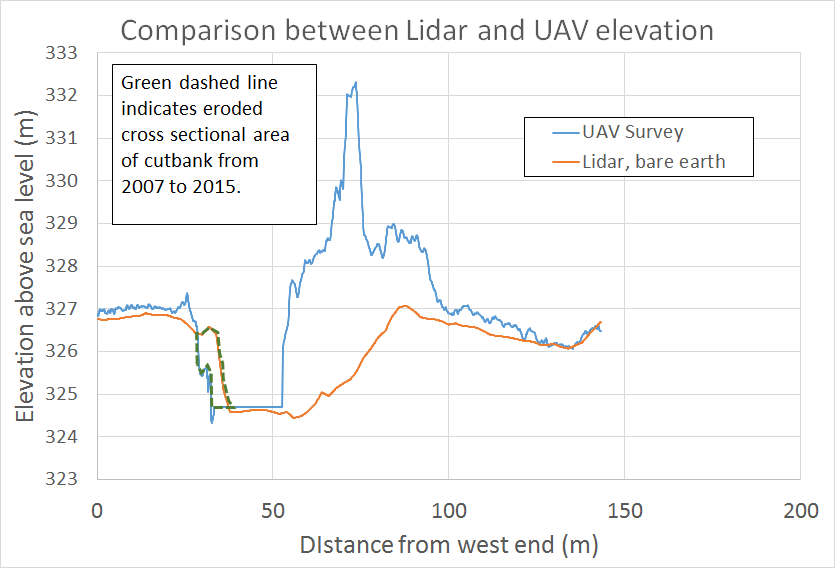 Comparison between Lidar and UAV elevation
333
332
331
330
329
328
327
326
325
324
323
Elevation above sea level (m)
Green dashed line
indicates eroded
cross sectional area
of cutbank from
2007 to 2015.
UAV Survey
Lidar, bare earth
0
50
100
150
200
DIstance from west end (m)